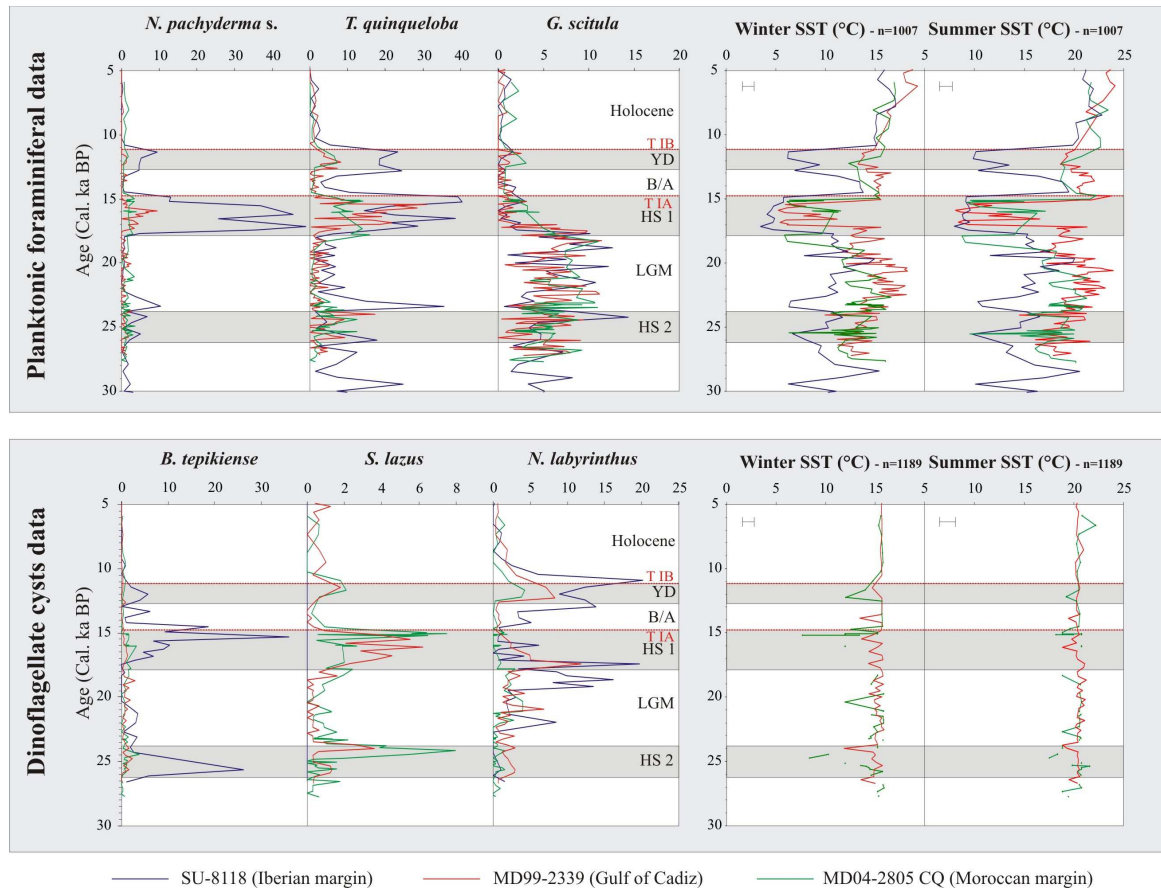 N. pachyderma s. T. quinqueloba G. scitula Winter SST (°C) - n=1007 Summer SST (°C) - n=1007
0 10 20 30 40 0 10 20 30 40 0 5 10 15 20 0 5 10 15 20 5 10 15 20 25
Planktonic foraminiferal data
Age (Cal. ka BP)
5
10
15
20
25
30
Holocene
T IB
YD
B/A
T IA
HS 1
LGM
HS 2
B. tepikiense S. lazus N. labyrinthus Winter SST (°C) - n=1189 Summer SST (°C) - n=1189
0 10 20 30 40 0 2 4 6 8 0 5 10 15 20 25 0 5 10 15 20 5 10 15 20 25
Dinoflagellate cysts data
Age (Cal. ka BP)
5
10
15
20
25
30
Holocene
T IB
YD
B/A
T IA
HS 1
LGM
HS 2
SU-8118 (Iberian margin) MD99-2339 (Gulf of Cadiz) MD04-2805 CQ (Moroccan margin)